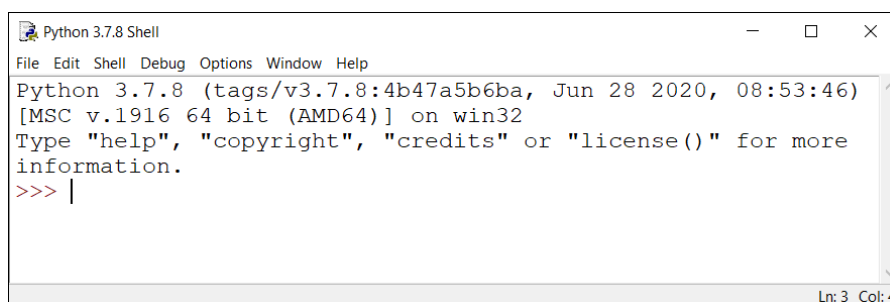 Python 3.7.8 Shell
File Edit Shell Debug Options Window Help
Python 3.7.8 (tags/v3.7.8:4b47a5b6ba, Jun 28 2020, 08:53:46)
[MSC v.1916 64 bit (AMD64)] on win32
Type "help", "copyright", "credits" or "license()" for more
information.
>>>
Ln: 3 Col: